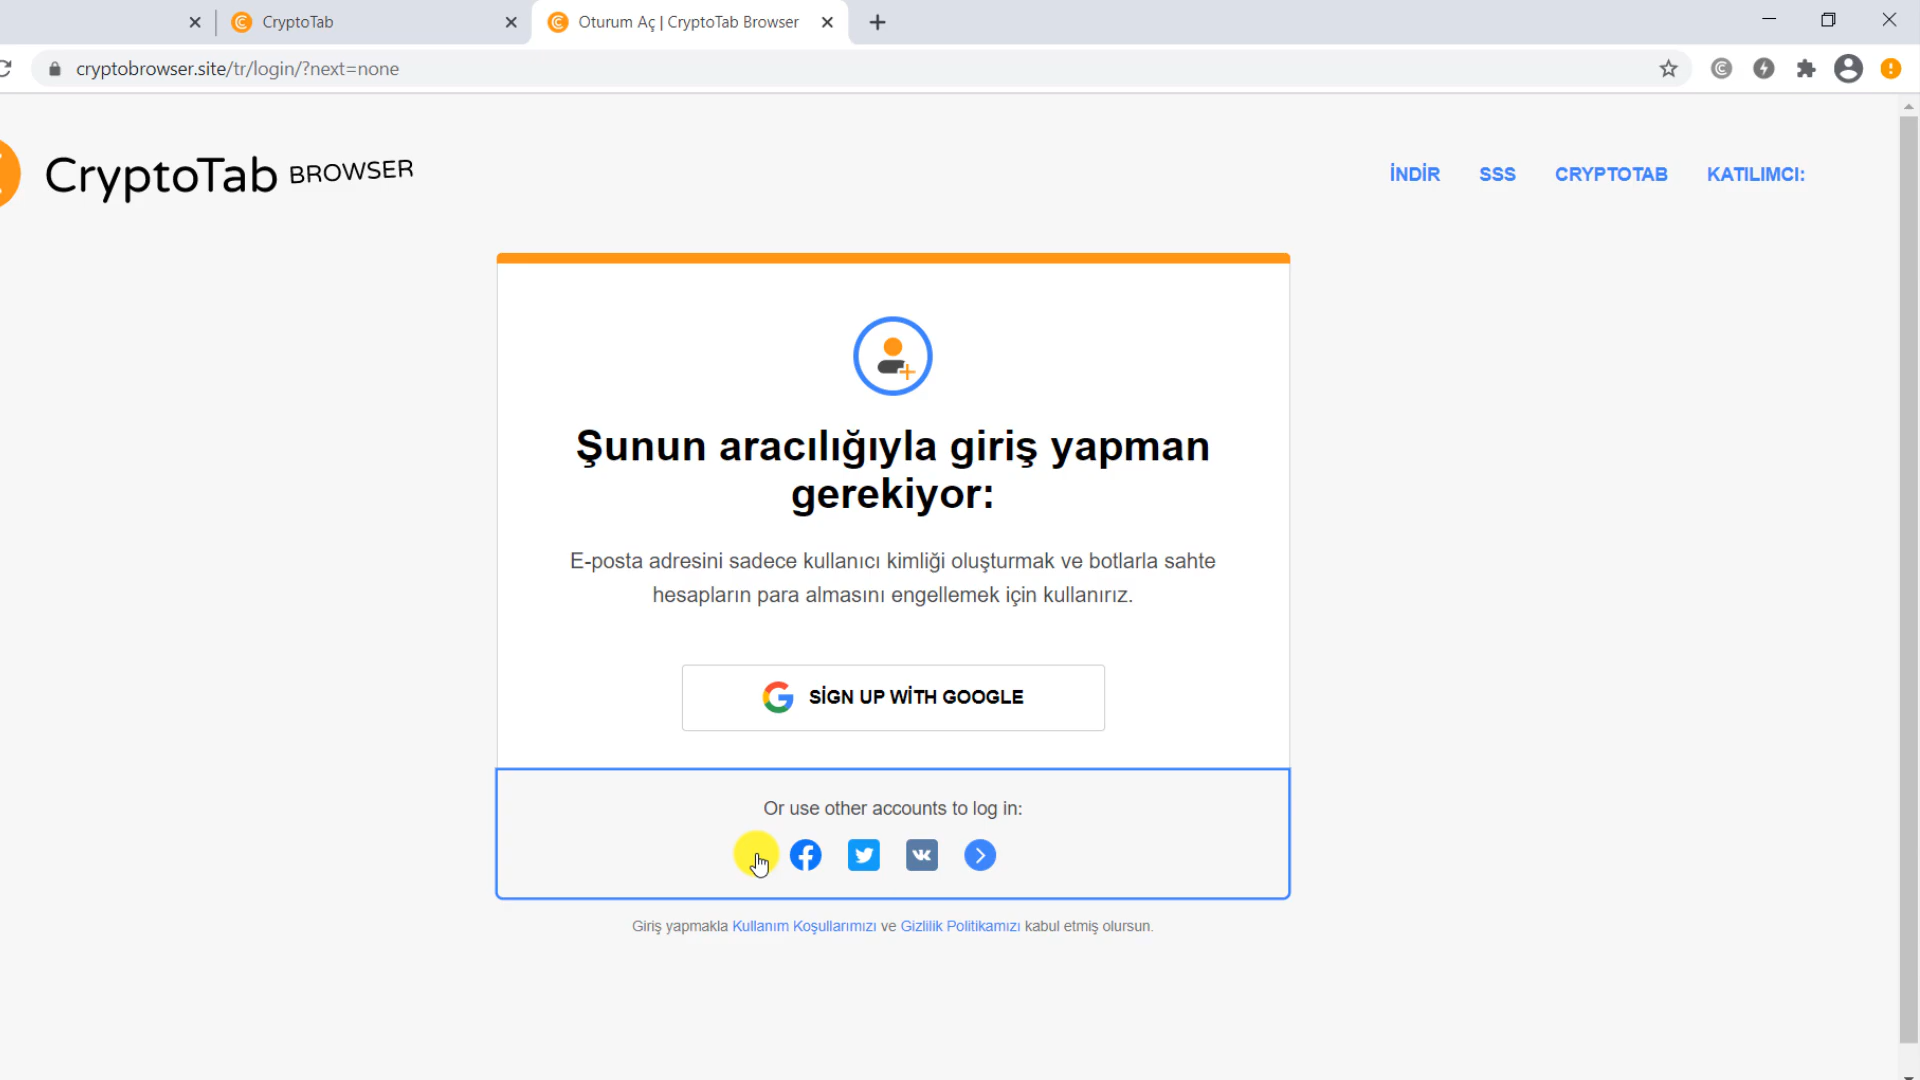 CryptoTab
Oturum Aç | CryptoTab Browser
cryptobrowser.site/tr/login/?next=none
CryptoTab BROWSER
İNDİR
SSS
CRYPTOTAB
KATILIMCI:
Şunun aracılığıyla giriş yapman
gerekiyor:
E-posta adresini sadece kullanıcı kimliği oluşturmak ve botlarla sahte
hesapların para almasını engellemek için kullanırız.
SİGN UP WİTH GOOGLE
Or use other accounts to log in:
Giriş yapmakla Kullanım Koşullarımızı ve Gizlilik Politikamızı kabul etmiş olursun.